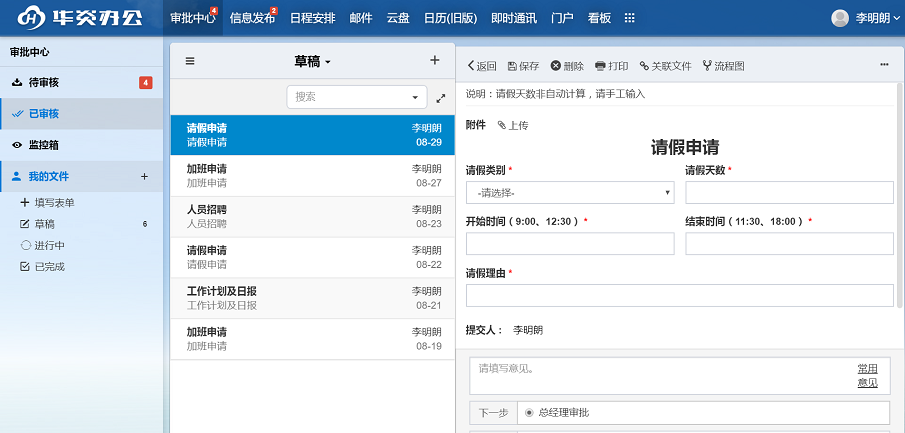 华炎办公
审批中心 4 信息发布 2 日程安排 邮件 云盘 日历(旧版) 即时通讯 门户 看板 李明朗
审批中心
待审核 4
已审核
监控箱
我的文件 +
填写表单
草稿 6
进行中
已完成
草稿
搜索
请假申请 李明朗
请假申请 08-29
加班申请 李明朗
加班申请 08-27
人员招聘 李明朗
人员招聘 08-23
请假申请 李明朗
请假申请 08-22
工作计划及日报 李明朗
工作计划及日报 08-21
加班申请 李明朗
加班申请 08-19
返回 保存 删除 打印 关联文件 流程图
说明：请假天数非自动计算，请手工输入
附件 上传
请假申请
请假类别 * 请假天数 *
-请选择-
开始时间（9:00、12:30） * 结束时间（11:30、18:00） *
请假理由 *
提交人： 李明朗
请填写意见。 常用
意见
下一步 总经理审批